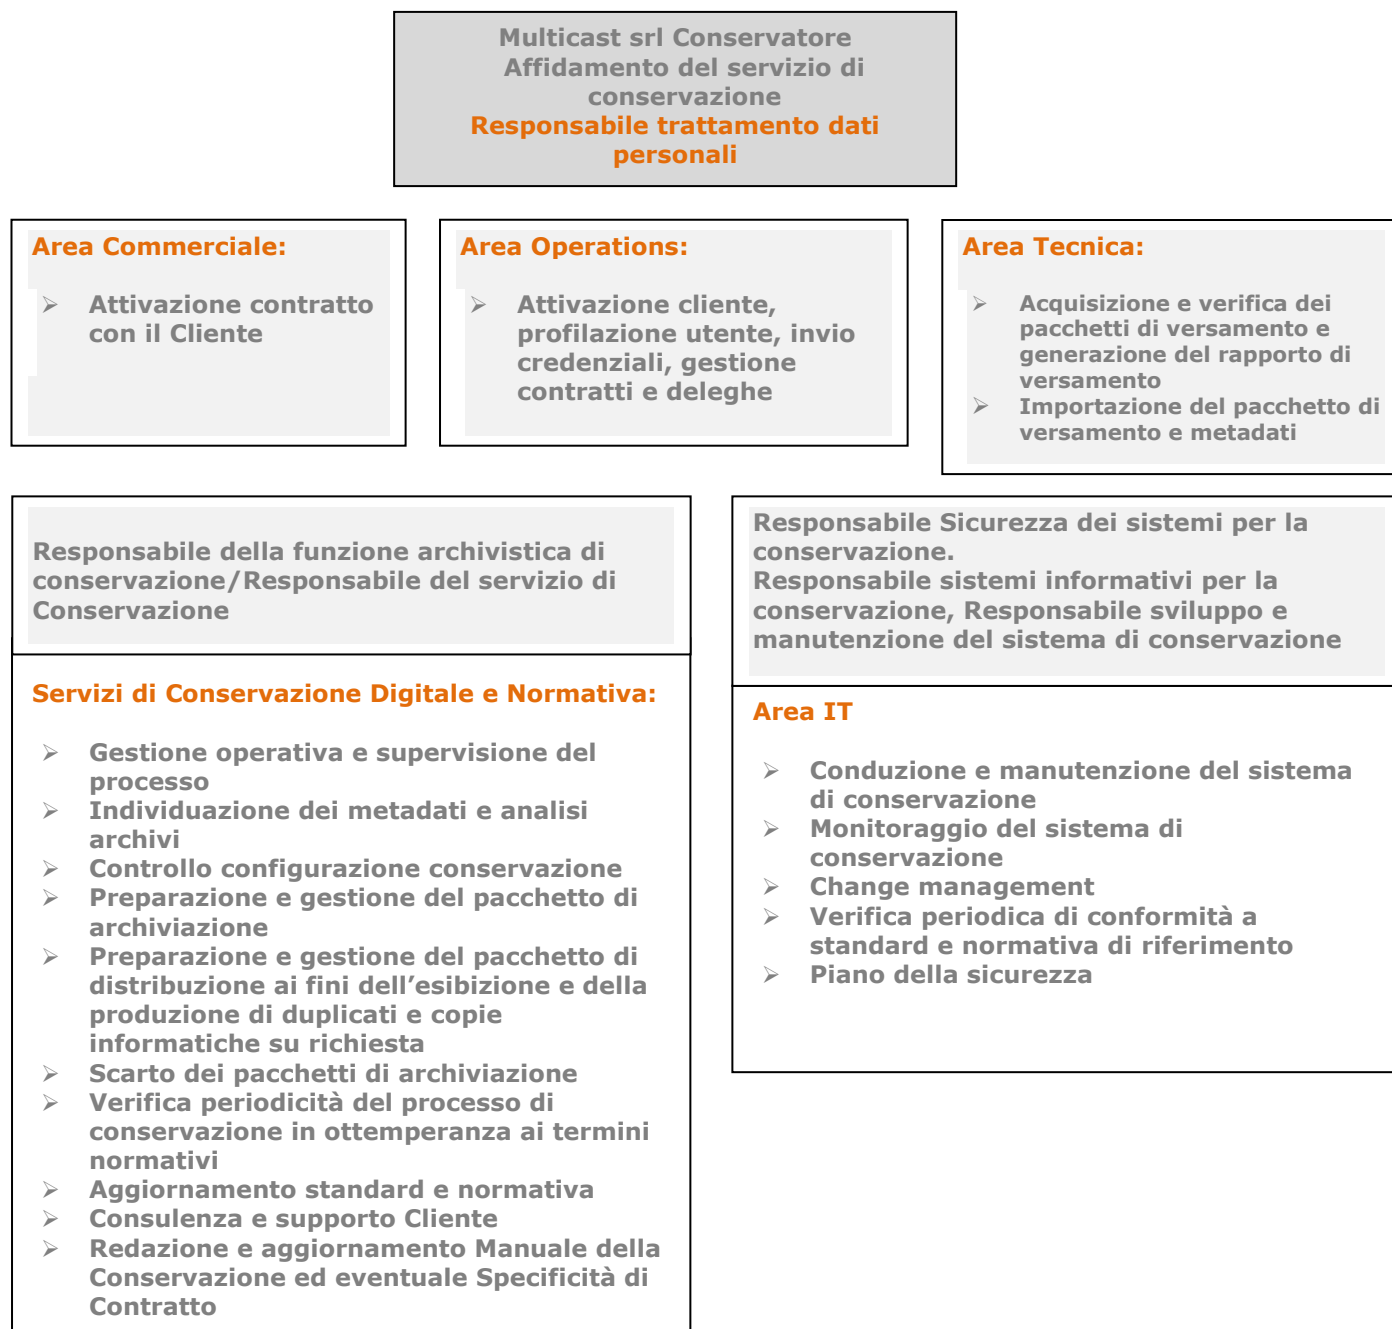 Multicast srl Conservatore
Affidamento del servizio di
conservazione
Responsabile trattamento dati
personali
Area Commerciale:
➢ Attivazione contratto
con il Cliente
Area Operations:
➢ Attivazione cliente,
profilazione utente, invio
credenziali, gestione
contratti e deleghe
Area Tecnica:
➢ Acquisizione e verifica dei
pacchetti di versamento e
generazione del rapporto di
versamento
➢ Importazione del pacchetto di
versamento e metadati
Responsabile della funzione archivistica di
conservazione/Responsabile del servizio di
Conservazione
Servizi di Conservazione Digitale e Normativa:
➢ Gestione operativa e supervisione del
processo
➢ Individuazione dei metadati e analisi
archivi
➢ Controllo configurazione conservazione
➢ Preparazione e gestione del pacchetto di
archiviazione
➢ Preparazione e gestione del pacchetto di
distribuzione ai fini dell’esibizione e della
produzione di duplicati e copie
informatiche su richiesta
➢ Scarto dei pacchetti di archiviazione
➢ Verifica periodicità del processo di
conservazione in ottemperanza ai termini
normativi
➢ Aggiornamento standard e normativa
➢ Consulenza e supporto Cliente
➢ Redazione e aggiornamento Manuale della
Conservazione ed eventuale Specificità di
Contratto
Responsabile Sicurezza dei sistemi per la
conservazione.
Responsabile sistemi informativi per la
conservazione, Responsabile sviluppo e
manutenzione del sistema di conservazione
Area IT
➢ Conduzione e manutenzione del sistema
di conservazione
➢ Monitoraggio del sistema di
conservazione
➢ Change management
➢ Verifica periodica di conformità a
standard e normativa di riferimento
➢ Piano della sicurezza